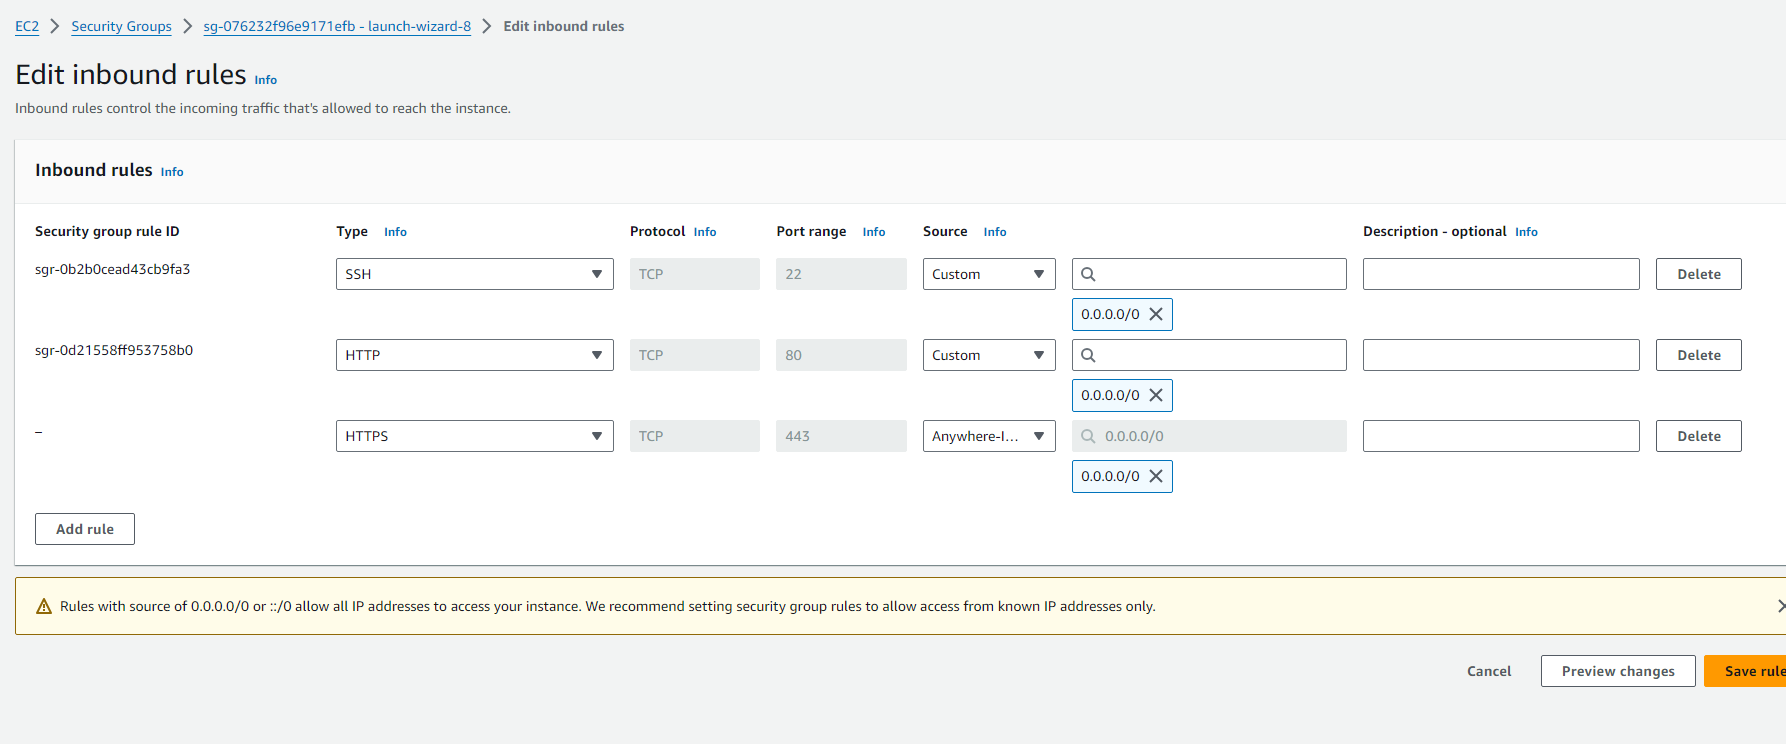 EC2 > Security Groups > sg-076232f96e9171efb - launch-wizard-8 > Edit inbound rules
Edit inbound rules Info
Inbound rules control the incoming traffic that's allowed to reach the instance.
Inbound rules Info
Security group rule ID Type Info Protocol Info Port range Info Source Info Description - optional Info
sgr-0b2b0cead43cb9fa3 SSH TCP 22 Custom Delete
0.0.0.0/0
sgr-0d21558ff953758b0 HTTP TCP 80 Custom Delete
0.0.0.0/0
– HTTPS TCP 443 Anywhere-I... 0.0.0.0/0 Delete
0.0.0.0/0
Add rule
Rules with source of 0.0.0.0/0 or ::/0 allow all IP addresses to access your instance. We recommend setting security group rules to allow access from known IP addresses only.
Cancel Preview changes Save rule